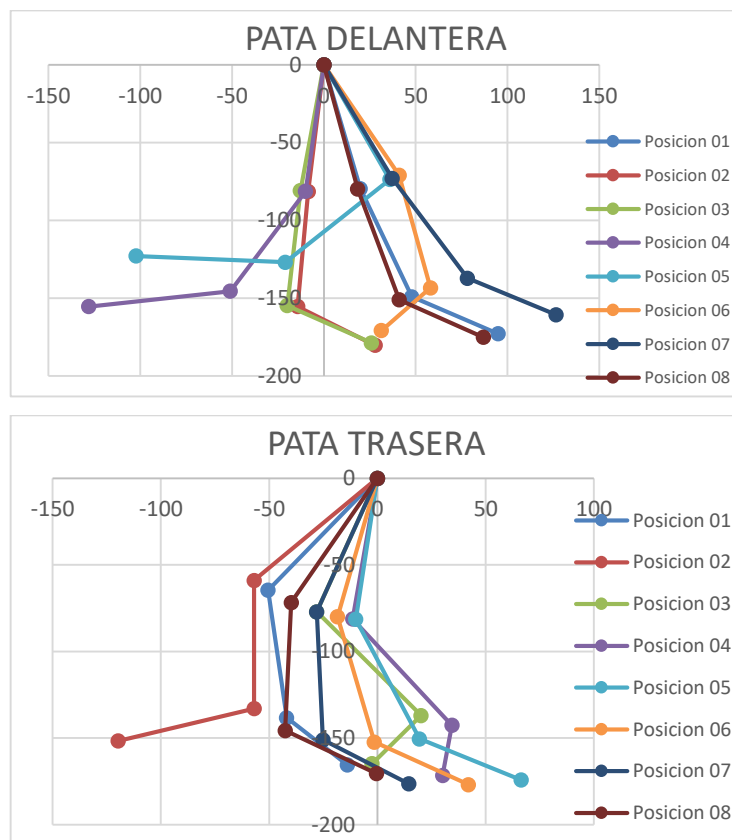 PATA DELANTERA
0
-150 -100 -50 0 50 100 150
-50
-100
-150
-200
Posicion 01
Posicion 02
Posicion 03
Posicion 04
Posicion 05
Posicion 06
Posicion 07
Posicion 08
PATA TRASERA
0
-150 -100 -50 0 50 100
-50
-100
-150
-200
Posicion 01
Posicion 02
Posicion 03
Posicion 04
Posicion 05
Posicion 06
Posicion 07
Posicion 08